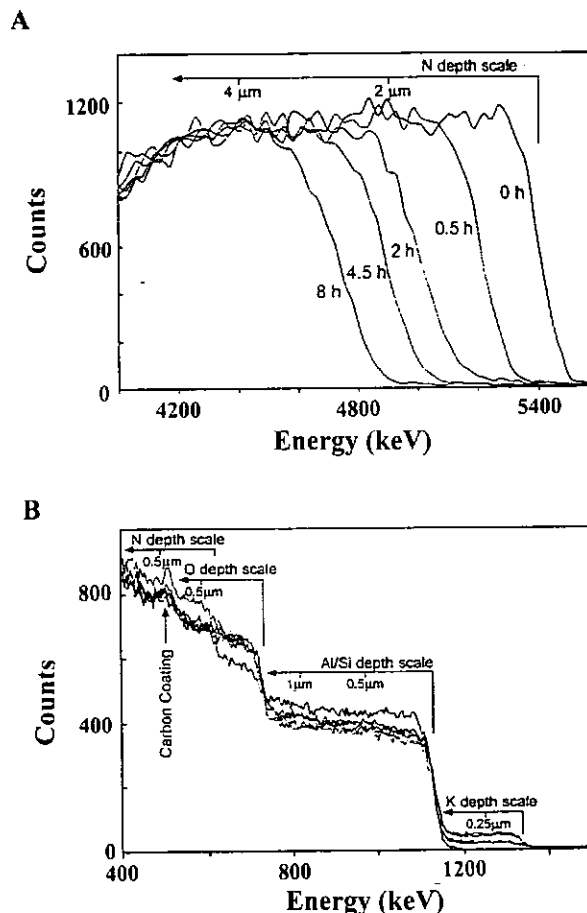 A
N depth scale
4 μm 2 μm
1200
600
0
Counts
0 h
0.5 h
2 h
4.5 h
8 h
4200 4800 5400
Energy (keV)
B
N depth scale
0.5μm
O depth scale
0.5μm
Al/Si depth scale
1μm 0.5μm
K depth scale
0.25μm
Carbon Coating
800
400
0
Counts
400 800 1200
Energy (keV)